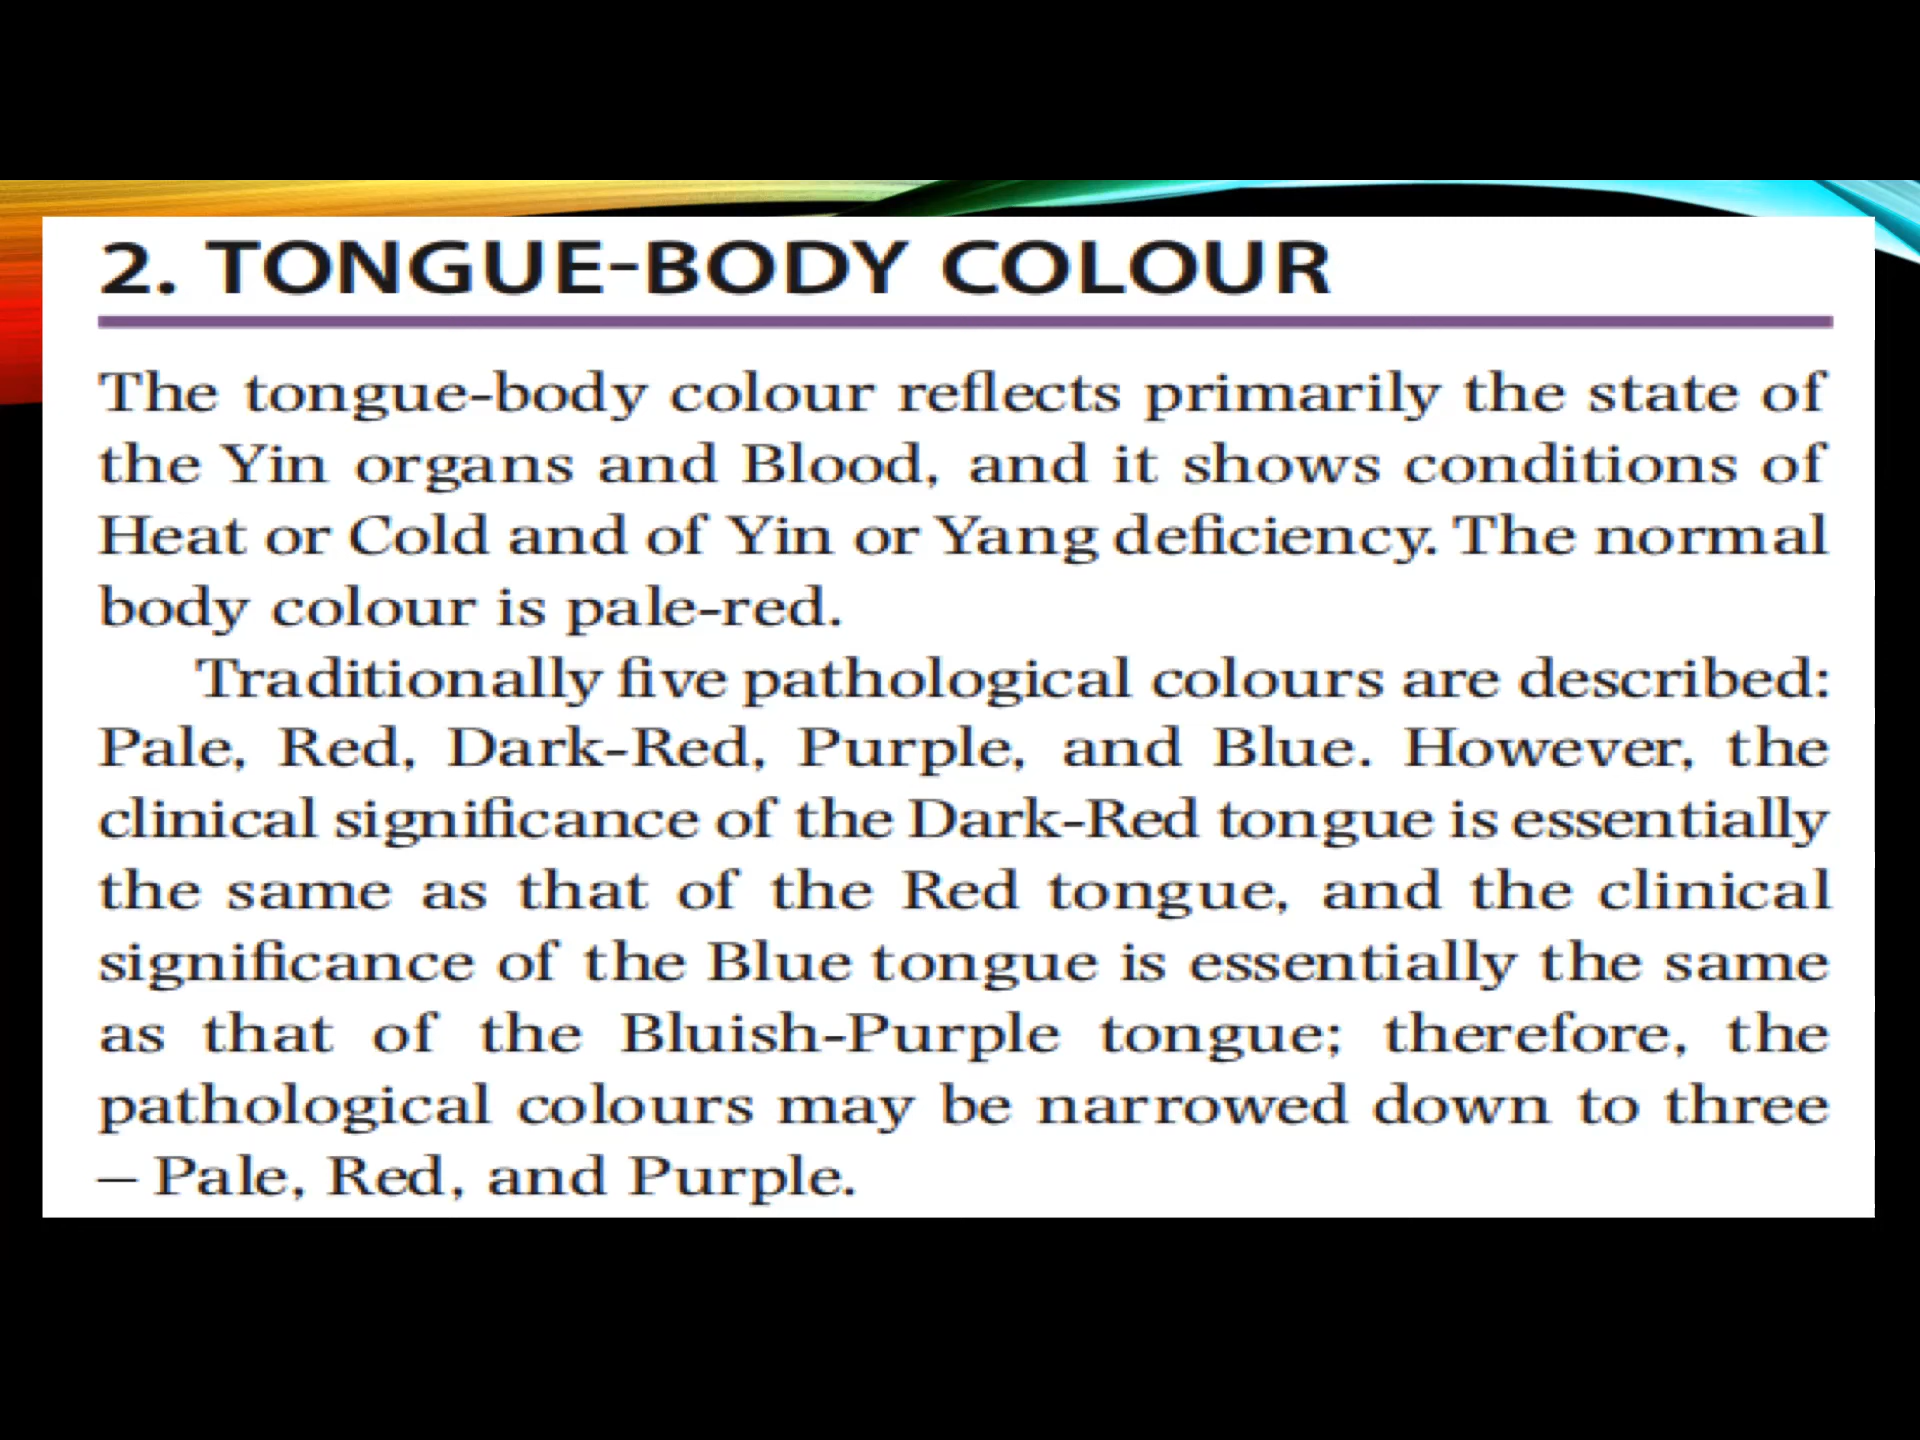 2. TONGUE-BODY COLOUR
The tongue-body colour reflects primarily the state of
the Yin organs and Blood, and it shows conditions of
Heat or Cold and of Yin or Yang deficiency. The normal
body colour is pale-red.
Traditionally five pathological colours are described:
Pale, Red, Dark-Red, Purple, and Blue. However, the
clinical significance of the Dark-Red tongue is essentially
the same as that of the Red tongue, and the clinical
significance of the Blue tongue is essentially the same
as that of the Bluish-Purple tongue; therefore, the
pathological colours may be narrowed down to three
– Pale, Red, and Purple.